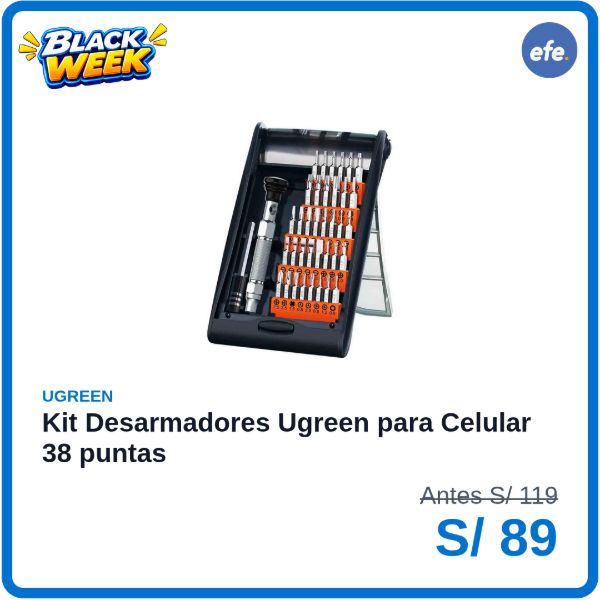 BLACK
WEEK
efe.
UGREEN
Kit Desarmadores Ugreen para Celular
38 puntas
Antes S/ 119
S/ 89